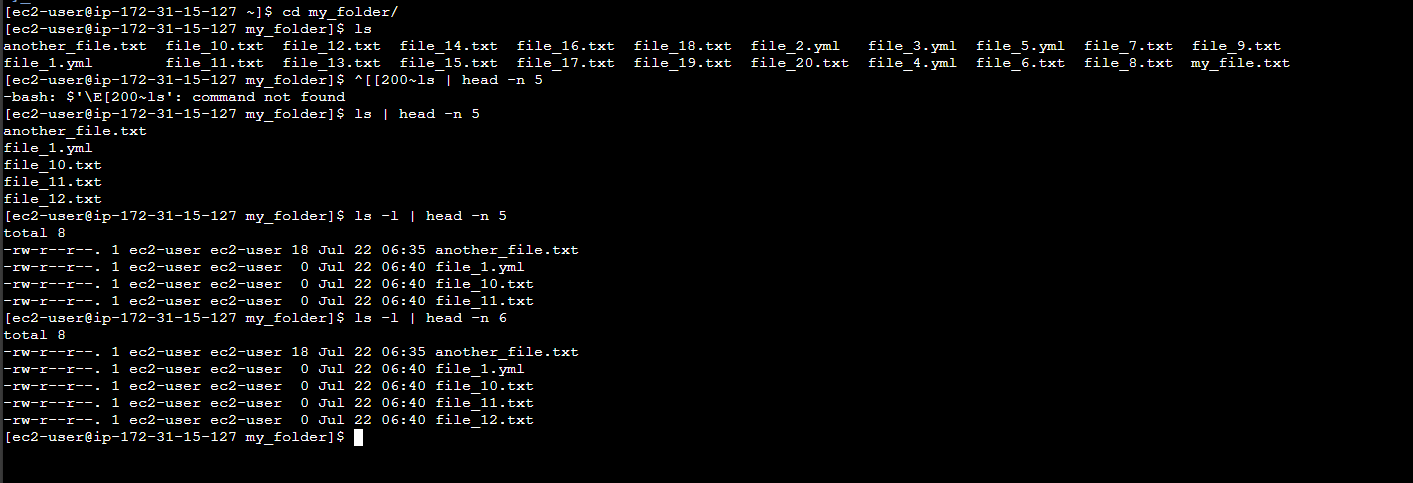 [ec2-user@ip-172-31-15-127 ~]$ cd my_folder/
[ec2-user@ip-172-31-15-127 my_folder]$ ls
another_file.txt  file_10.txt  file_12.txt  file_14.txt  file_16.txt  file_18.txt  file_2.yml   file_3.yml  file_5.yml  file_7.txt  file_9.txt
file_1.yml        file_11.txt  file_13.txt  file_15.txt  file_17.txt  file_19.txt  file_20.txt  file_4.yml  file_6.txt  file_8.txt  my_file.txt
[ec2-user@ip-172-31-15-127 my_folder]$ ^[[200~ls | head -n 5
-bash: $'\E[200~ls': command not found
[ec2-user@ip-172-31-15-127 my_folder]$ ls | head -n 5
another_file.txt
file_1.yml
file_10.txt
file_11.txt
file_12.txt
[ec2-user@ip-172-31-15-127 my_folder]$ ls -l | head -n 5
total 8
-rw-r--r--. 1 ec2-user ec2-user 18 Jul 22 06:35 another_file.txt
-rw-r--r--. 1 ec2-user ec2-user  0 Jul 22 06:40 file_1.yml
-rw-r--r--. 1 ec2-user ec2-user  0 Jul 22 06:40 file_10.txt
-rw-r--r--. 1 ec2-user ec2-user  0 Jul 22 06:40 file_11.txt
[ec2-user@ip-172-31-15-127 my_folder]$ ls -l | head -n 6
total 8
-rw-r--r--. 1 ec2-user ec2-user 18 Jul 22 06:35 another_file.txt
-rw-r--r--. 1 ec2-user ec2-user  0 Jul 22 06:40 file_1.yml
-rw-r--r--. 1 ec2-user ec2-user  0 Jul 22 06:40 file_10.txt
-rw-r--r--. 1 ec2-user ec2-user  0 Jul 22 06:40 file_11.txt
-rw-r--r--. 1 ec2-user ec2-user  0 Jul 22 06:40 file_12.txt
[ec2-user@ip-172-31-15-127 my_folder]$